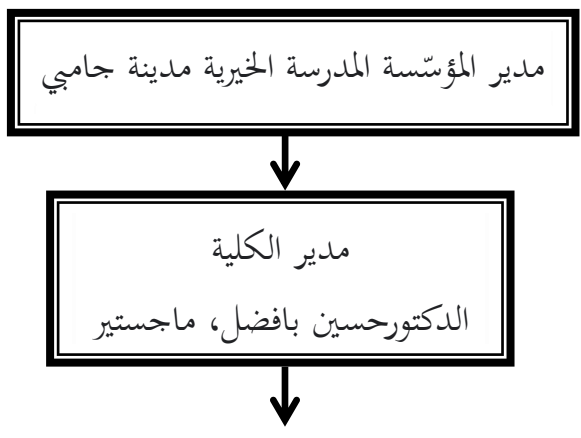 مدير المؤسّسة المدرسة الخيرية مدينة جامبي
مدير الكلية
الدكتورحسين بافضل، ماجستير